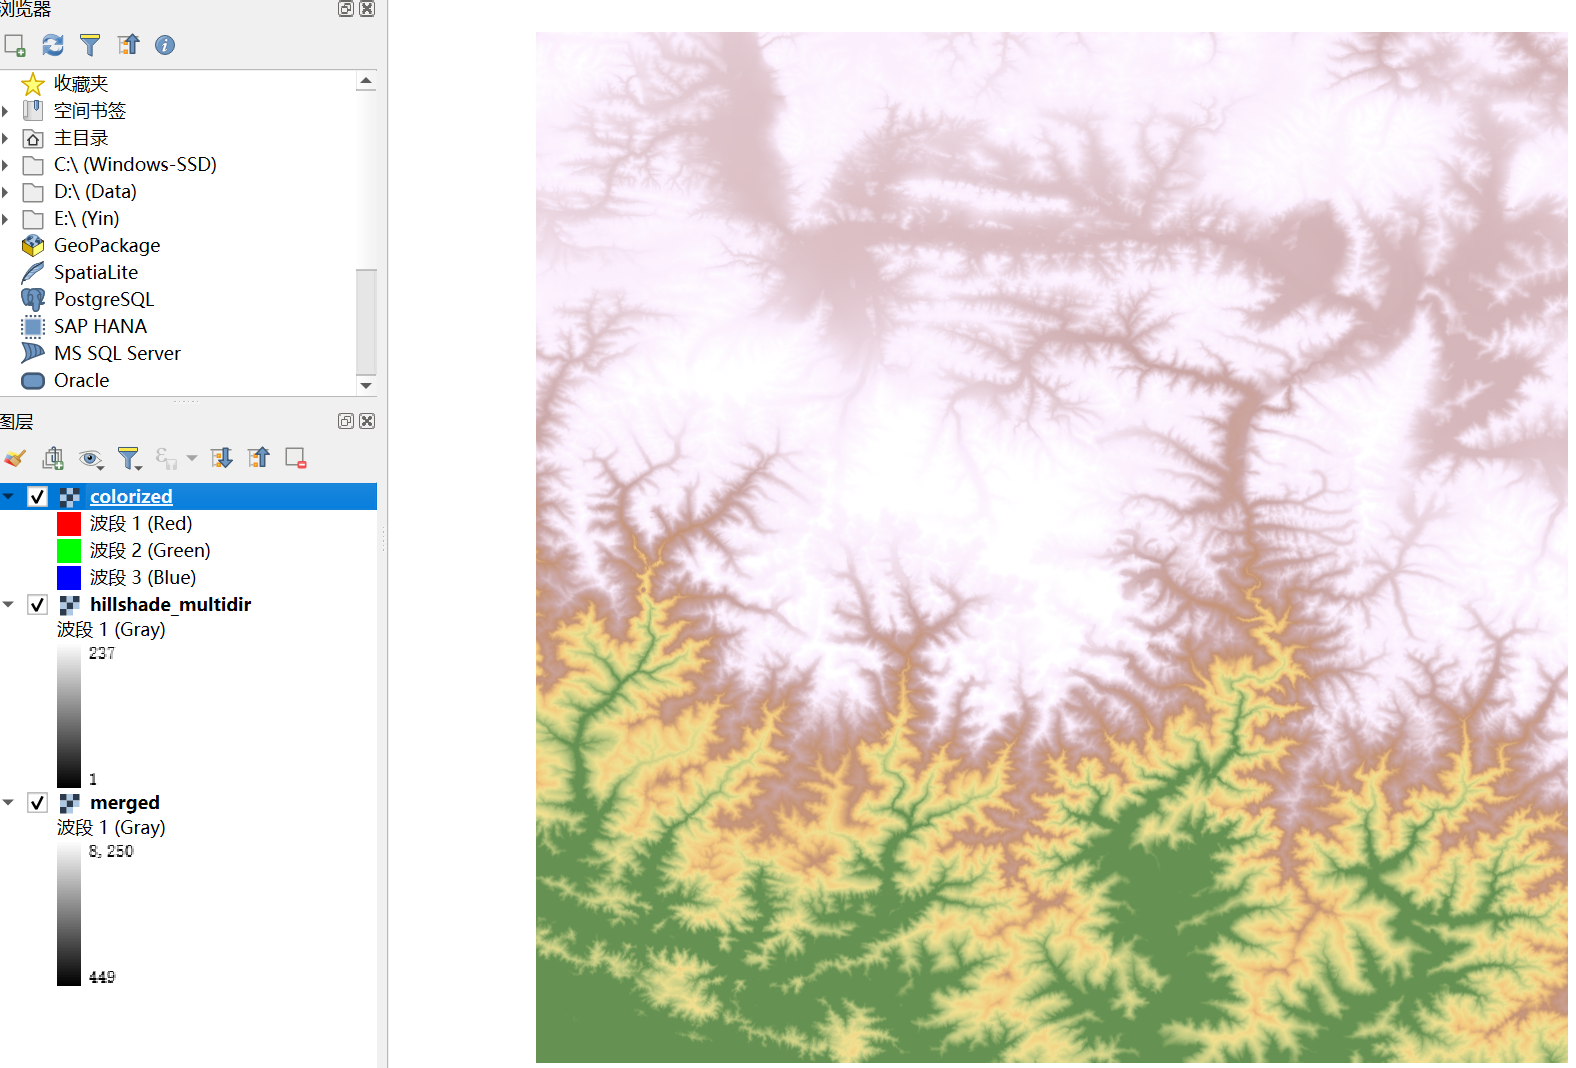 浏览器
收藏夹
空间书签
主目录
C:\ (Windows-SSD)
D:\ (Data)
E:\ (Yin)
GeoPackage
SpatiaLite
PostgreSQL
SAP HANA
MS SQL Server
Oracle
图层
colorized
波段 1 (Red)
波段 2 (Green)
波段 3 (Blue)
hillshade_multidir
波段 1 (Gray)
237
1
merged
波段 1 (Gray)
8,250
449